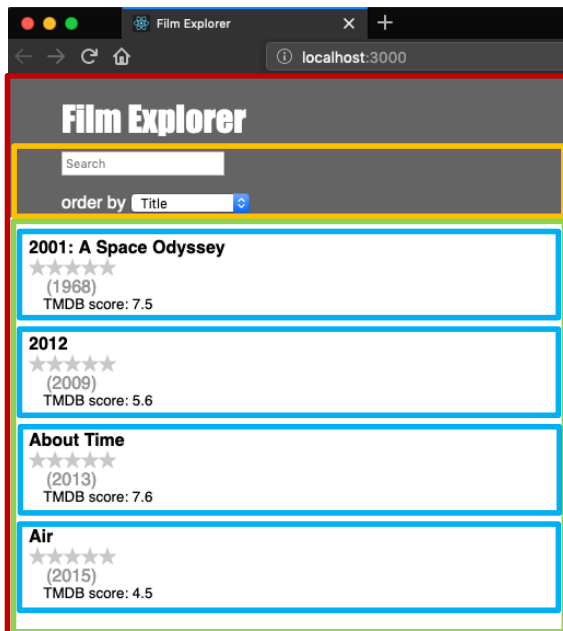 Film Explorer
localhost:3000
Film Explorer
Search
order by Title
2001: A Space Odyssey
(1968)
TMDB score: 7.5
2012
(2009)
TMDB score: 5.6
About Time
(2013)
TMDB score: 7.6
Air
(2015)
TMDB score: 4.5